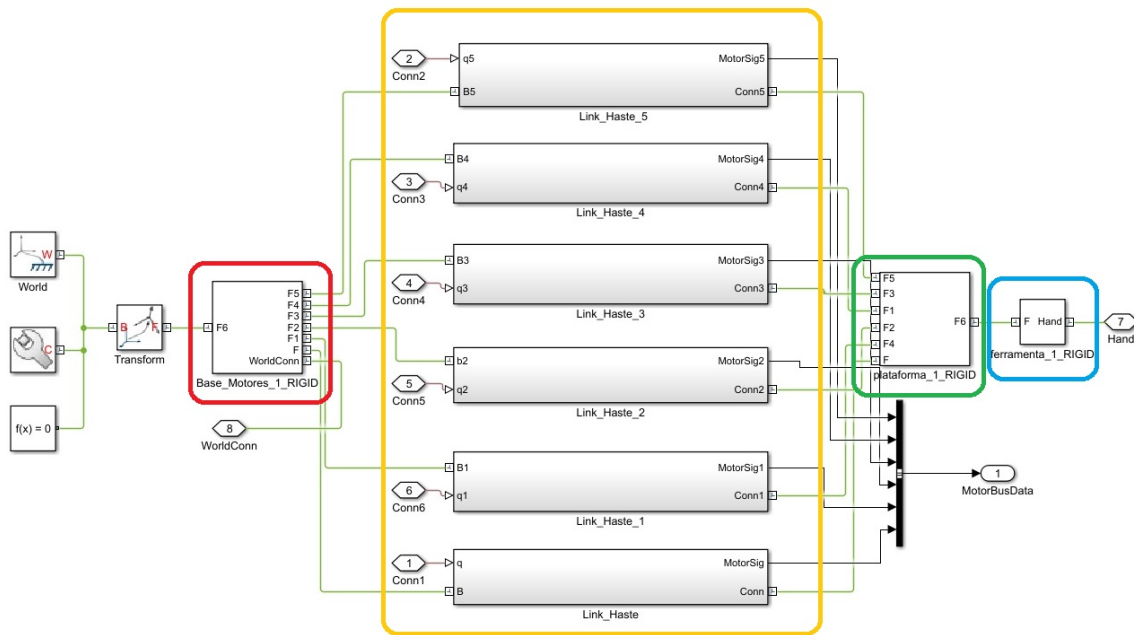 2
Conn2
q5
B5
MotorSig5
Conn5
Link_Haste_5
3
Conn3
B4
q4
MotorSig4
Conn4
Link_Haste_4
4
Conn4
B3
q3
MotorSig3
Conn3
Link_Haste_3
5
Conn5
b2
q2
MotorSig2
Conn2
Link_Haste_2
6
Conn6
B1
q1
MotorSig1
Conn1
Link_Haste_1
1
Conn1
q
B
MotorSig
Conn
Link_Haste
W
World
C
f(x) = 0
B
F
Transform
F6
F5
F4
F3
F2
F1
F
WorldConn
Base_Motores_1_RIGID
8
WorldConn
F5
F3
F1
F2
F4
F
F6
plataforma_1_RIGID
F
Hand
ferramenta_1_RIGID
7
Hand
1
MotorBusData